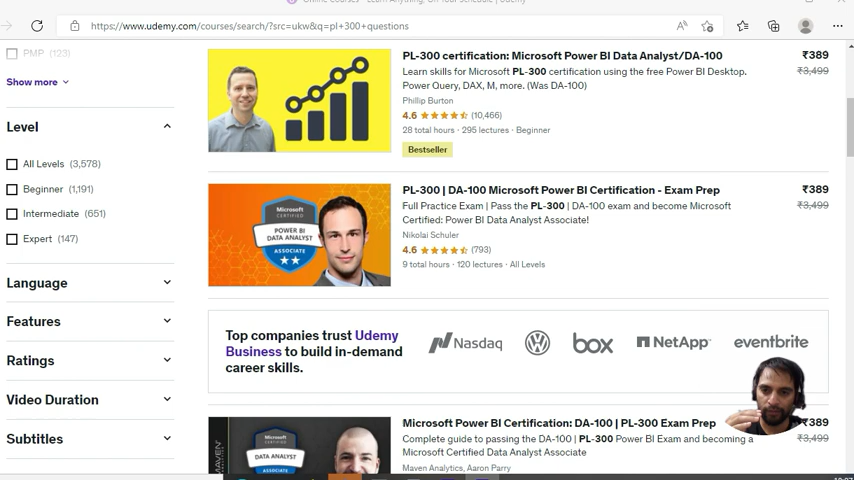 https://www.udemy.com/courses/search/?src=ukw&q=pl+300+questions
PMP (123)
Show more
Level
All Levels (3,578)
Beginner (1,191)
Intermediate (651)
Expert (147)
Language
Features
Ratings
Video Duration
Subtitles
PL-300 certification: Microsoft Power BI Data Analyst/DA-100
₹389
Learn skills for Microsoft PL-300 certification using the free Power BI Desktop.
₹3,499
Power Query, DAX, M, more. (Was DA-100)
Phillip Burton
4.6 (10,466)
28 total hours · 295 lectures · Beginner
Bestseller
Microsoft
CERTIFIED
POWER BI
DATA ANALYST
ASSOCIATE
PL-300 | DA-100 Microsoft Power BI Certification - Exam Prep
₹389
Full Practice Exam | Pass the PL-300 | DA-100 exam and become Microsoft
₹3,499
Certified: Power BI Data Analyst Associate!
Nikolai Schuler
4.6 (793)
9 total hours · 120 lectures · All Levels
Top companies trust Udemy
Business to build in-demand
career skills.
Nasdaq
box
NetApp
eventbrite
MAVEN
Microsoft
CERTIFIED
DATA ANALYST
ASSOCIATE
Microsoft Power BI Certification: DA-100 | PL-300 Exam Prep
₹389
Complete guide to passing the DA-100 | PL-300 Power BI Exam and becoming a
₹3,499
Microsoft Certified Data Analyst Associate
Maven Analytics, Aaron Parry